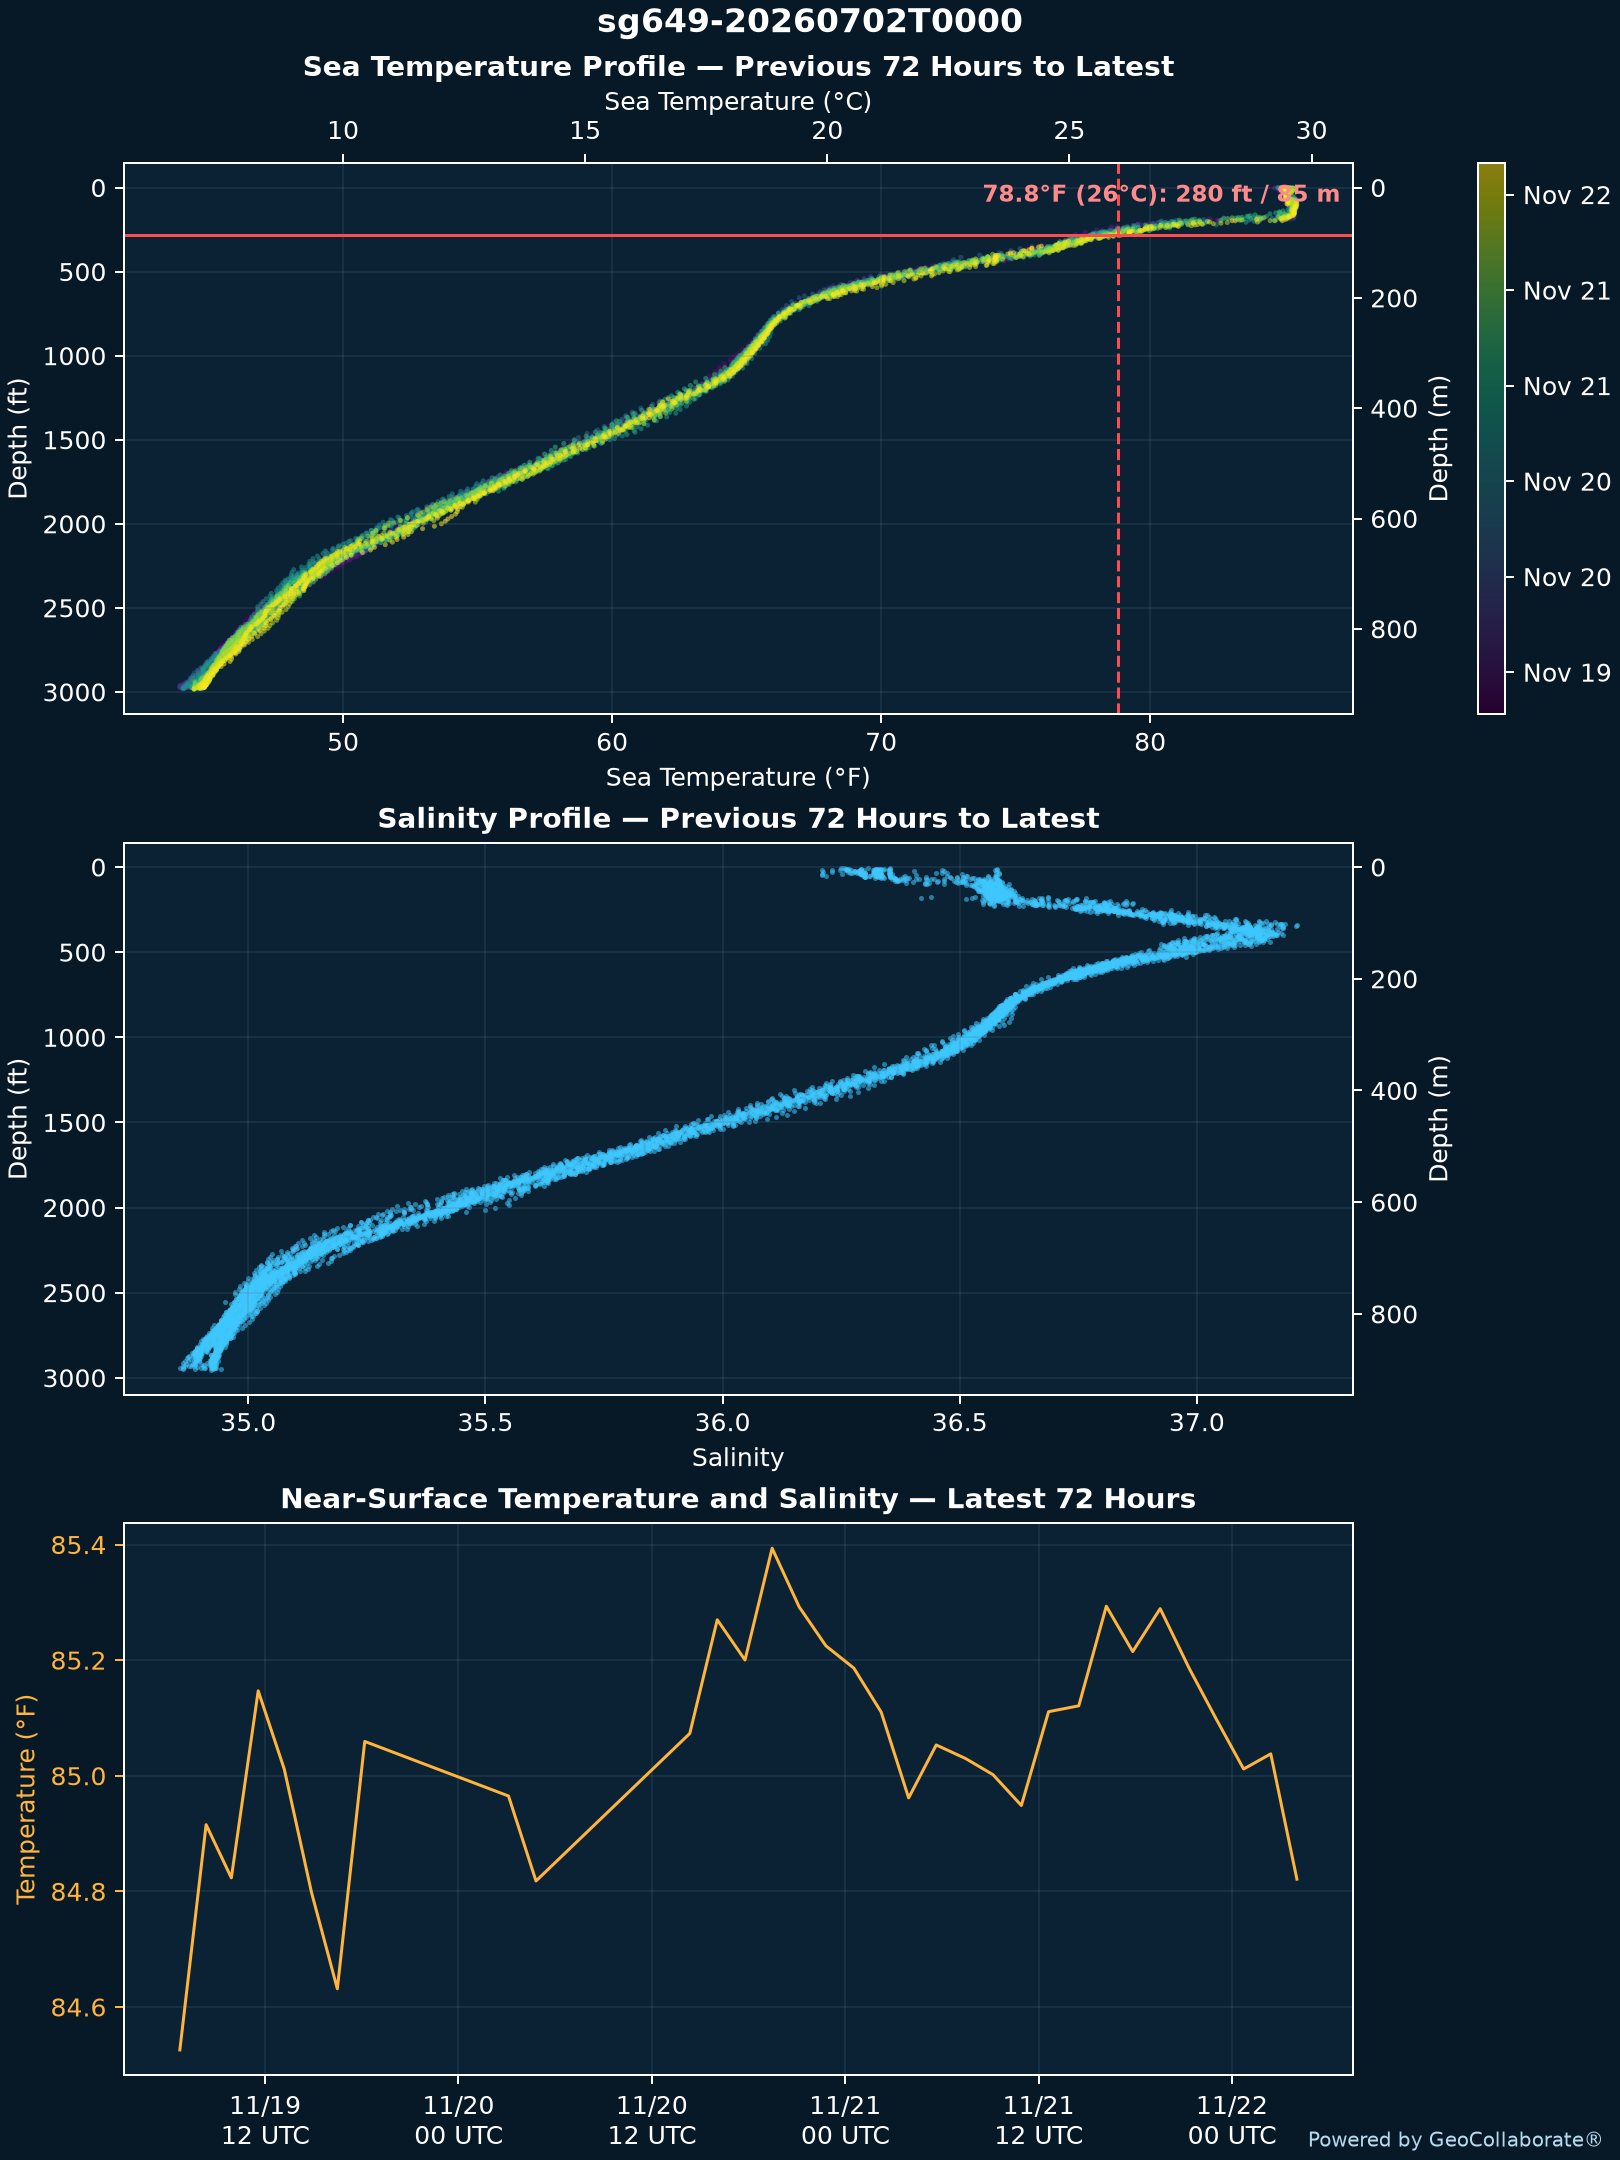 sg649-20260702T0000
Sea Temperature Profile — Previous 72 Hours to Latest
Sea Temperature (°C)
10 15 20 25 30
78.8°F (26°C): 280 ft / 85 m
0
500
1000
1500
2000
2500
3000
Depth (ft)
0
200
400
600
800
Depth (m)
Nov 22
Nov 21
Nov 21
Nov 20
Nov 20
Nov 19
50 60 70 80
Sea Temperature (°F)
Salinity Profile — Previous 72 Hours to Latest
0
500
1000
1500
2000
2500
3000
Depth (ft)
0
200
400
600
800
Depth (m)
35.0 35.5 36.0 36.5 37.0
Salinity
Near-Surface Temperature and Salinity — Latest 72 Hours
85.4
85.2
85.0
84.8
84.6
Temperature (°F)
11/19 11/20 11/20 11/21 11/21 11/22
12 UTC 00 UTC 12 UTC 00 UTC 12 UTC 00 UTC
Powered by GeoCollaborate®